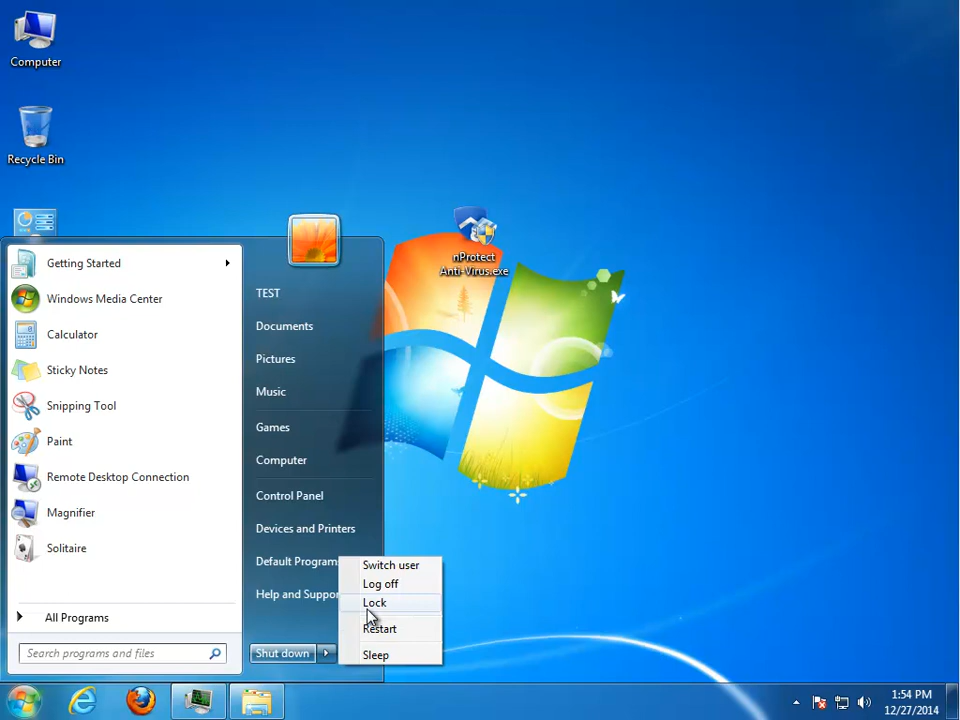 Computer
Recycle Bin
nProtect
Anti-Virus.exe
Getting Started
Windows Media Center
Calculator
Sticky Notes
Snipping Tool
Paint
Remote Desktop Connection
Magnifier
Solitaire
All Programs
Search programs and files
TEST
Documents
Pictures
Music
Games
Computer
Control Panel
Devices and Printers
Default Program
Help and Suppor
Shut down
Switch user
Log off
Lock
Restart
Sleep
1:54 PM
12/27/2014